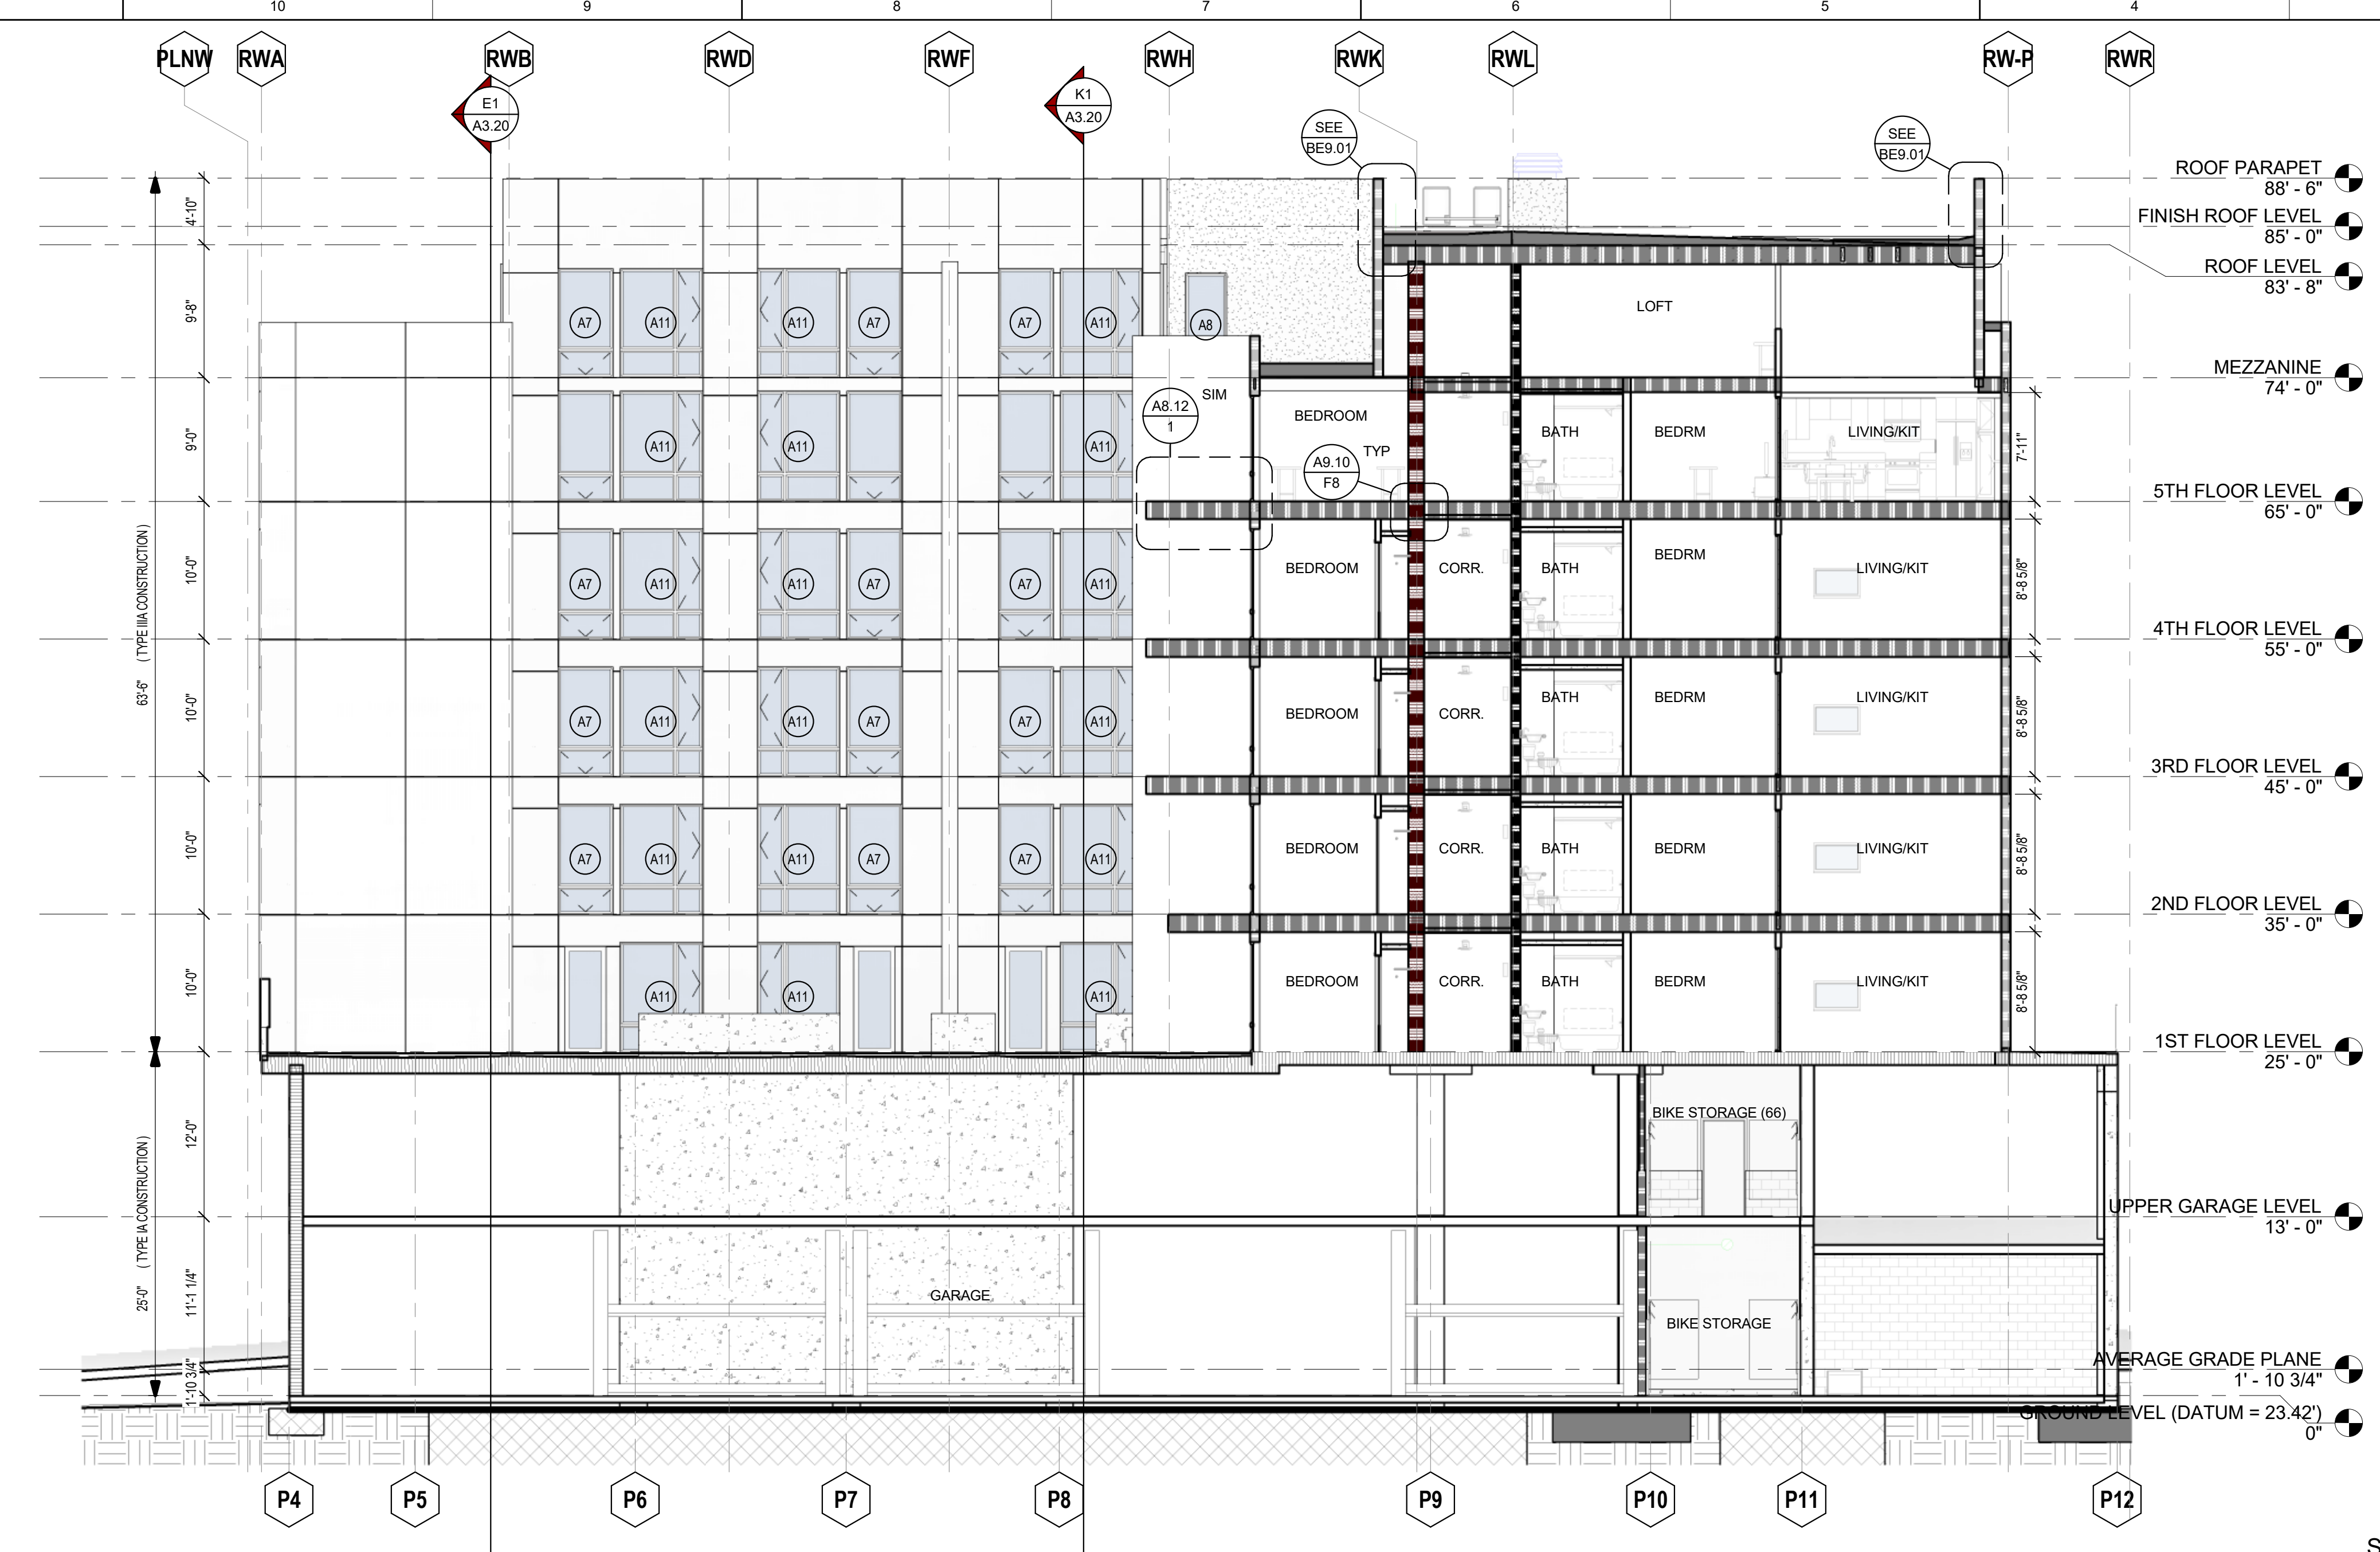 10 9 8 7 6 5 4
PLNW RWA RWB RWD RWF RWH RWK RWL RW-P RWR
E1
A3.20
K1
A3.20
SEE
BE9.01
SEE
BE9.01
ROOF PARAPET
88' - 6"
FINISH ROOF LEVEL
85' - 0"
ROOF LEVEL
83' - 8"
MEZZANINE
74' - 0"
5TH FLOOR LEVEL
65' - 0"
4TH FLOOR LEVEL
55' - 0"
3RD FLOOR LEVEL
45' - 0"
2ND FLOOR LEVEL
35' - 0"
1ST FLOOR LEVEL
25' - 0"
UPPER GARAGE LEVEL
13' - 0"
AVERAGE GRADE PLANE
1' - 10 3/4"
GROUND LEVEL (DATUM = 23.42')
0"
4'-10"
9'-8"
9'-0"
10'-0"
10'-0"
10'-0"
10'-0"
12'-0"
11'-1 1/4"
1'-10 3/4"
63'-6" ( TYPE IIIA CONSTRUCTION )
25'-0" ( TYPE IA CONSTRUCTION )
A7 A11 A11 A7 A7 A11 A8
A11 A11 A11
A7 A11 A11 A7 A7 A11
A7 A11 A11 A7 A7 A11
A7 A11 A11 A7 A7 A11
A11 A11 A11
LOFT
A8.12
1
SIM
A9.10
F8
TYP
BEDROOM BATH BEDRM LIVING/KIT
7'-11"
BEDROOM CORR. BATH BEDRM LIVING/KIT
8'-8 5/8"
BEDROOM CORR. BATH BEDRM LIVING/KIT
8'-8 5/8"
BEDROOM CORR. BATH BEDRM LIVING/KIT
8'-8 5/8"
BEDROOM CORR. BATH BEDRM LIVING/KIT
8'-8 5/8"
BIKE STORAGE (66)
GARAGE
BIKE STORAGE
P4 P5 P6 P7 P8 P9 P10 P11 P12